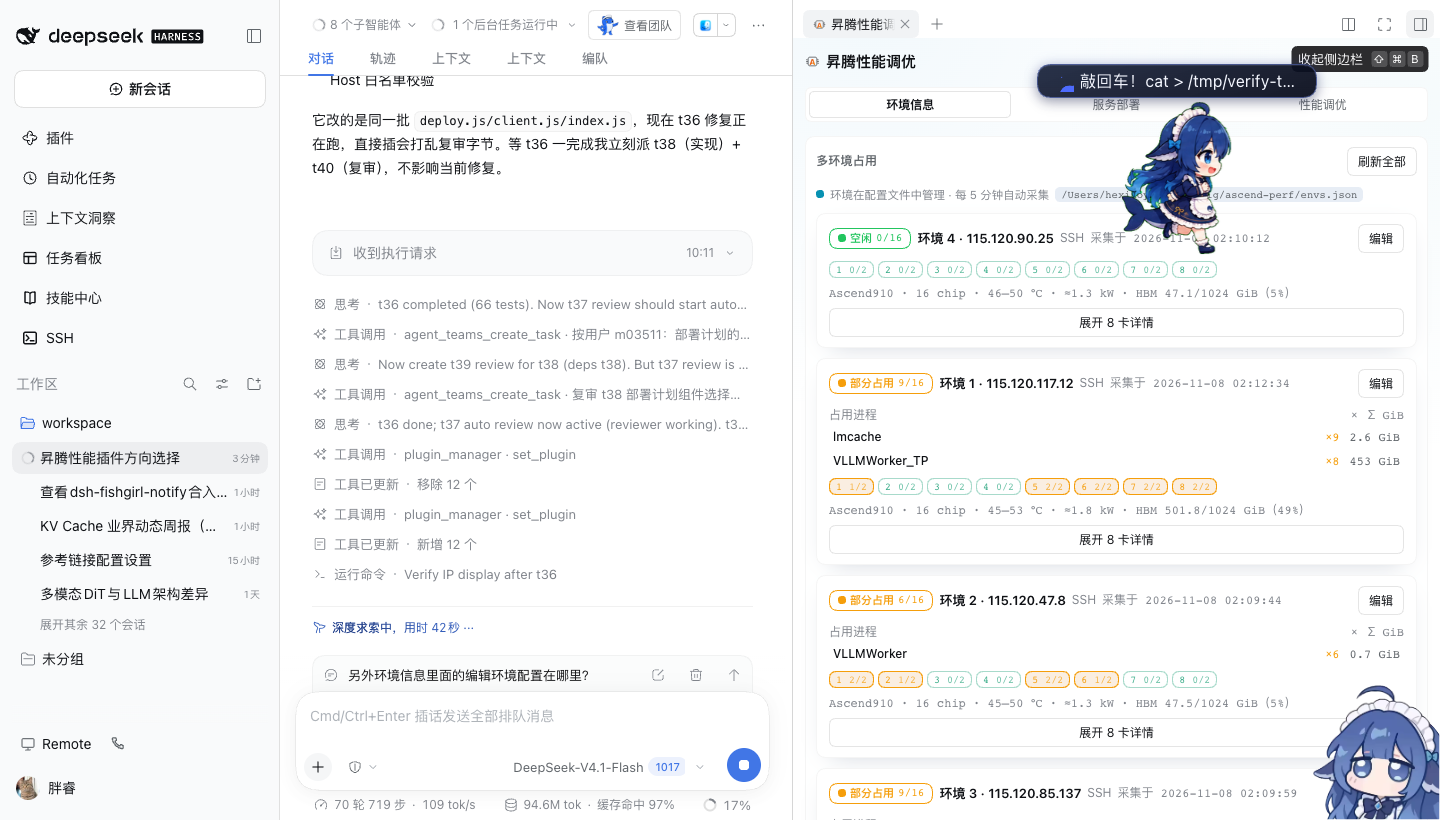 deepseek HARNESS
新会话
插件
自动化任务
上下文洞察
任务看板
技能中心
SSH
工作区
workspace
昇腾性能插件方向选择 3分钟
查看dsh-fishgirl-notify合入... 1小时
KV Cache 业界动态周报（... 1小时
参考链接配置设置 15小时
多模态DiT与LLM架构差异 1天
展开其余 32 个会话
未分组
Remote
胖睿
8 个子智能体
1 个后台任务运行中
查看团队
对话 轨迹 上下文 上下文 编队
Host 白名单校验
它改的是同一批 deploy.js/client.js/index.js，现在 t36 修复正
在跑，直接插会打乱复审字节。等 t36 一完成我立刻派 t38（实现）+
t40（复审），不影响当前修复。
收到执行请求 10:11
思考 · t36 completed (66 tests). Now t37 review should start auto...
工具调用 · agent_teams_create_task · 按用户 m03511：部署计划的...
思考 · Now create t39 review for t38 (deps t38). But t37 review is ...
工具调用 · agent_teams_create_task · 复审 t38 部署计划组件选择...
思考 · t36 done; t37 auto review now active (reviewer working). t3...
工具调用 · plugin_manager · set_plugin
工具已更新 · 移除 12 个
工具调用 · plugin_manager · set_plugin
工具已更新 · 新增 12 个
运行命令 · Verify IP display after t36
深度求索中，用时 42秒 ···
另外环境信息里面的编辑环境配置在哪里?
Cmd/Ctrl+Enter 插话发送全部排队消息
DeepSeek-V4.1-Flash 1017
70 轮 719 步 · 109 tok/s 94.6M tok · 缓存命中 97% 17%
昇腾性能调
昇腾性能调优
收起侧边栏 ⇧ ⌘ B
敲回车！cat > /tmp/verify-t...
环境信息 服务部署 性能调优
多环境占用 刷新全部
环境在配置文件中管理 · 每 5 分钟自动采集 /Users/hexi g/ascend-perf/envs.json
空闲 0/16 环境 4 · 115.120.90.25 SSH 采集于 2026-11-0 02:10:12 编辑
1 0/2 2 0/2 3 0/2 4 0/2 5 0/2 6 0/2 7 0/2 8 0/2
Ascend910 · 16 chip · 46—50 ℃ · ≈1.3 kW · HBM 47.1/1024 GiB (5%)
展开 8 卡详情
部分占用 9/16 环境 1 · 115.120.117.12 SSH 采集于 2026-11-08 02:12:34 编辑
占用进程 × Σ GiB
lmcache ×9 2.6 GiB
VLLMWorker_TP ×8 453 GiB
1 1/2 2 0/2 3 0/2 4 0/2 5 2/2 6 2/2 7 2/2 8 2/2
Ascend910 · 16 chip · 45—53 ℃ · ≈1.8 kW · HBM 501.8/1024 GiB (49%)
展开 8 卡详情
部分占用 6/16 环境 2 · 115.120.47.8 SSH 采集于 2026-11-08 02:09:44 编辑
占用进程 × Σ GiB
VLLMWorker ×6 0.7 GiB
1 2/2 2 1/2 3 0/2 4 0/2 5 2/2 6 1/2 7 0/2 8 0/2
Ascend910 · 16 chip · 46—50 ℃ · ≈1.3 kW · HBM 47.5/1024 GiB (5%)
展开 8 卡详情
部分占用 9/16 环境 3 · 115.120.85.137 SSH 采集于 2026-11-08 02:09:59